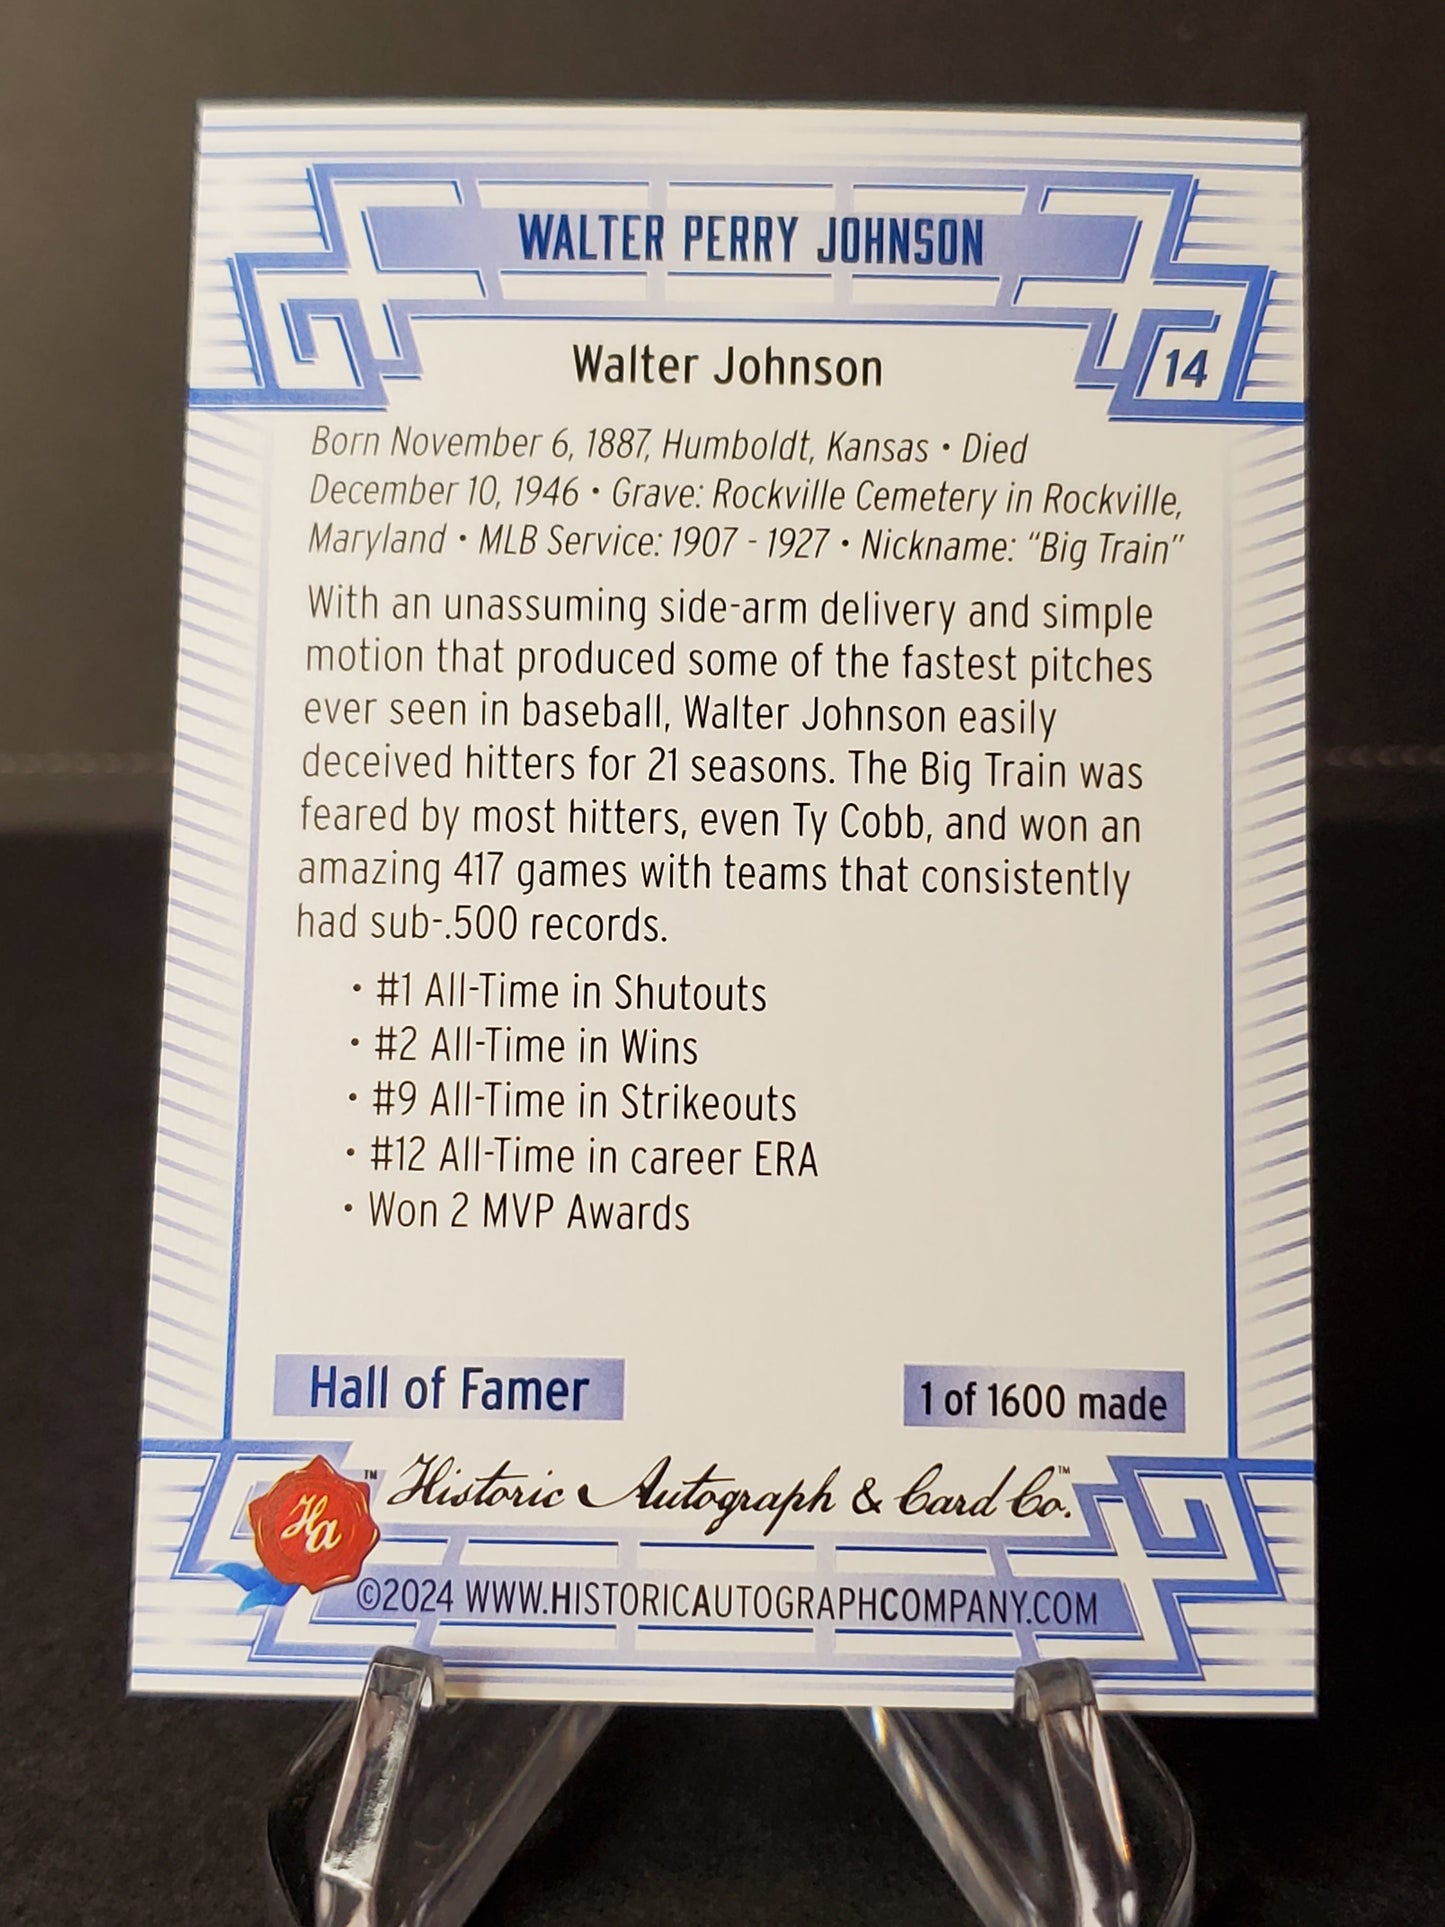 WALTER PERRY JOHNSON
Walter Johnson
14
Born November 6, 1887, Humboldt, Kansas • Died
December 10, 1946 • Grave: Rockville Cemetery in Rockville,
Maryland • MLB Service: 1907 - 1927 • Nickname: "Big Train"
With an unassuming side-arm delivery and simple
motion that produced some of the fastest pitches
ever seen in baseball, Walter Johnson easily
deceived hitters for 21 seasons. The Big Train was
feared by most hitters, even Ty Cobb, and won an
amazing 417 games with teams that consistently
had sub-.500 records.
• #1 All-Time in Shutouts
• #2 All-Time in Wins
• #9 All-Time in Strikeouts
• #12 All-Time in career ERA
• Won 2 MVP Awards
Hall of Famer
1 of 1600 made
Ha ™ Historic Autograph & Card Co.™
©2024 WWW.HISTORICAUTOGRAPHCOMPANY.COM